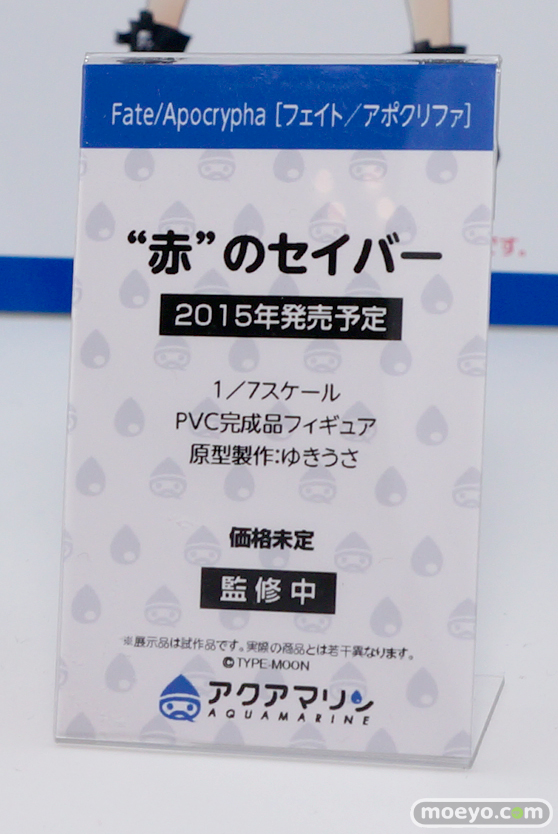 Fate/Apocrypha [フェイト／アポクリファ]
“赤”のセイバー
2015年発売予定
1／7スケール
PVC完成品フィギュア
原型製作:ゆきうさ
価格未定
監修中
※展示品は試作品です。実際の商品とは若干異なります。
©TYPE-MOON
アクアマリン
AQUAMARINE
です。
moeyo.com